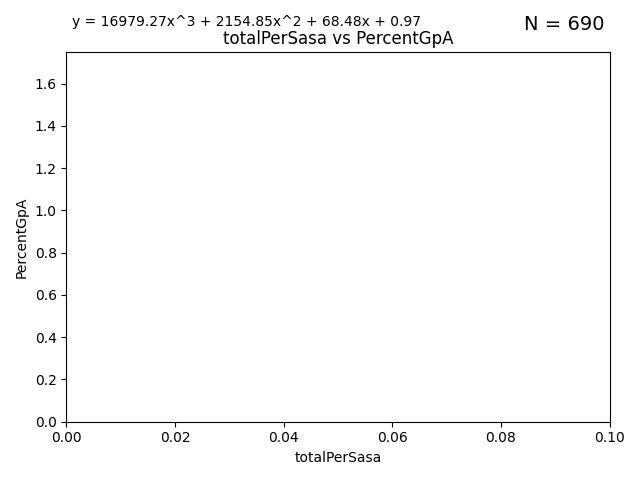 y = 16979.27x^3 + 2154.85x^2 + 68.48x + 0.97
N = 690
totalPerSasa vs PercentGpA
PercentGpA
1.6
1.4
1.2
1.0
0.8
0.6
0.4
0.2
0.0
0.00 0.02 0.04 0.06 0.08 0.10
totalPerSasa